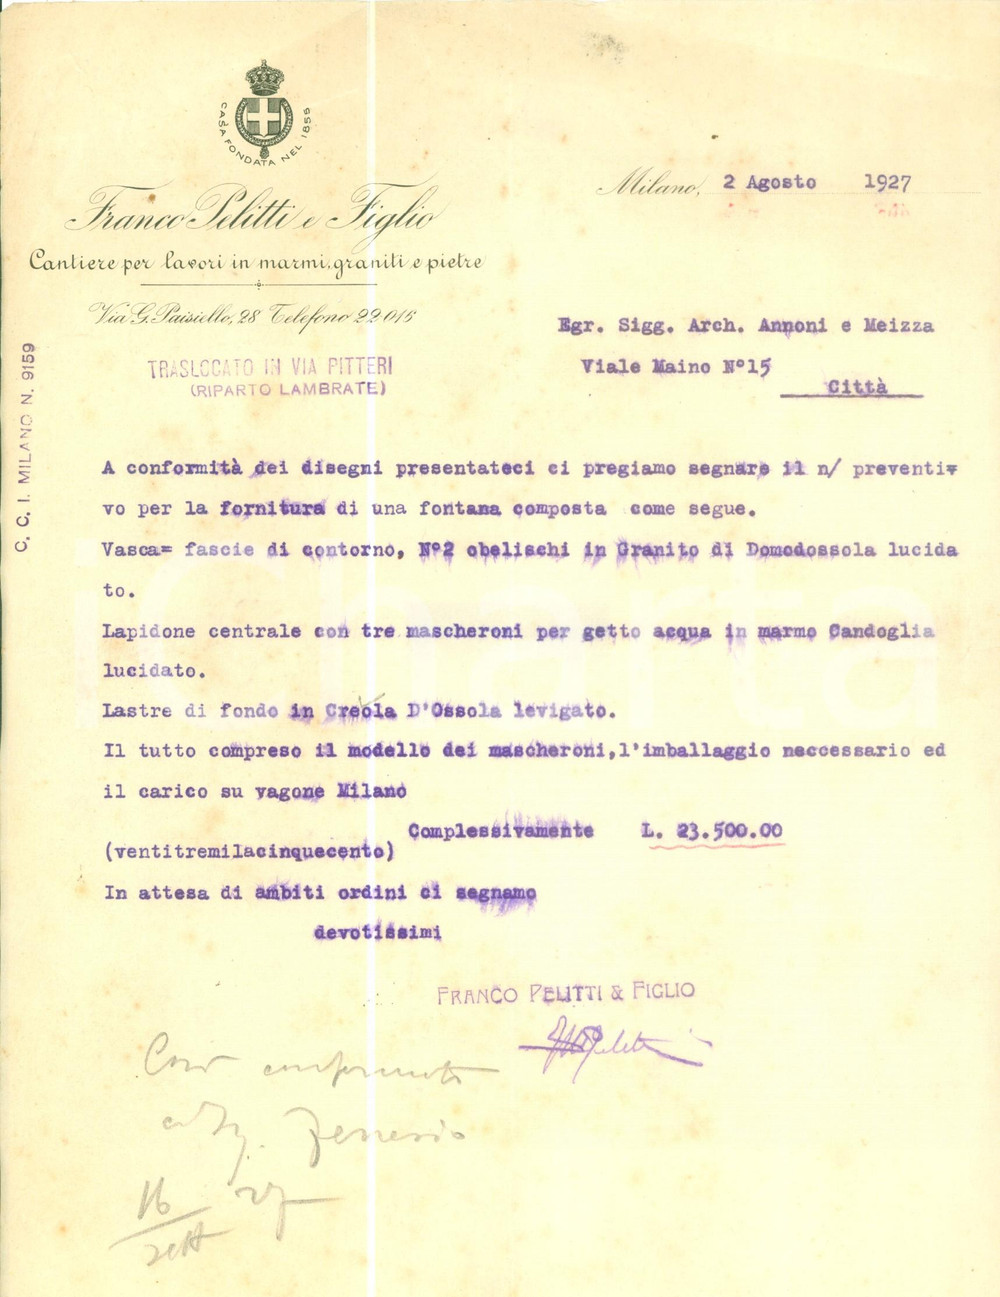 CASA FONDATA NEL 1855
Franco Pelitti e Figlio
Cantiere per lavori in marmi, graniti e pietre
Via G. Paisiello, 28 Telefono 22-015
TRASLOCATO IN VIA PITTERI
(RIPARTO LAMBRATE)
C. C. I. MILANO N. 9159
Milano, 2 Agosto 1927
Egr. Sigg. Arch. Annoni e Meizza
Viale Maino N°15
Città
A conformità dei disegni presentateci ci pregiamo segnare il n/ preventi=
vo per la fornitura di una fontana composta come segue.
Vasca= fascie di contorno, N°2 obelischi in Granito di Domodossola lucida
to.
Lapidone centrale con tre mascheroni per getto acqua in marmo Candoglia
lucidato.
Lastre di fondo in Creola D'Ossola levigato.
Il tutto compreso il modello dei mascheroni,l'imballaggio neccessario ed
il carico su vagone Milano
Complessivamente L. 23.500.00
(ventitremilacinquecento)
In attesa di ambiti ordini ci segnamo
devotissimi
FRANCO PELITTI & FIGLIO
16 27
sett